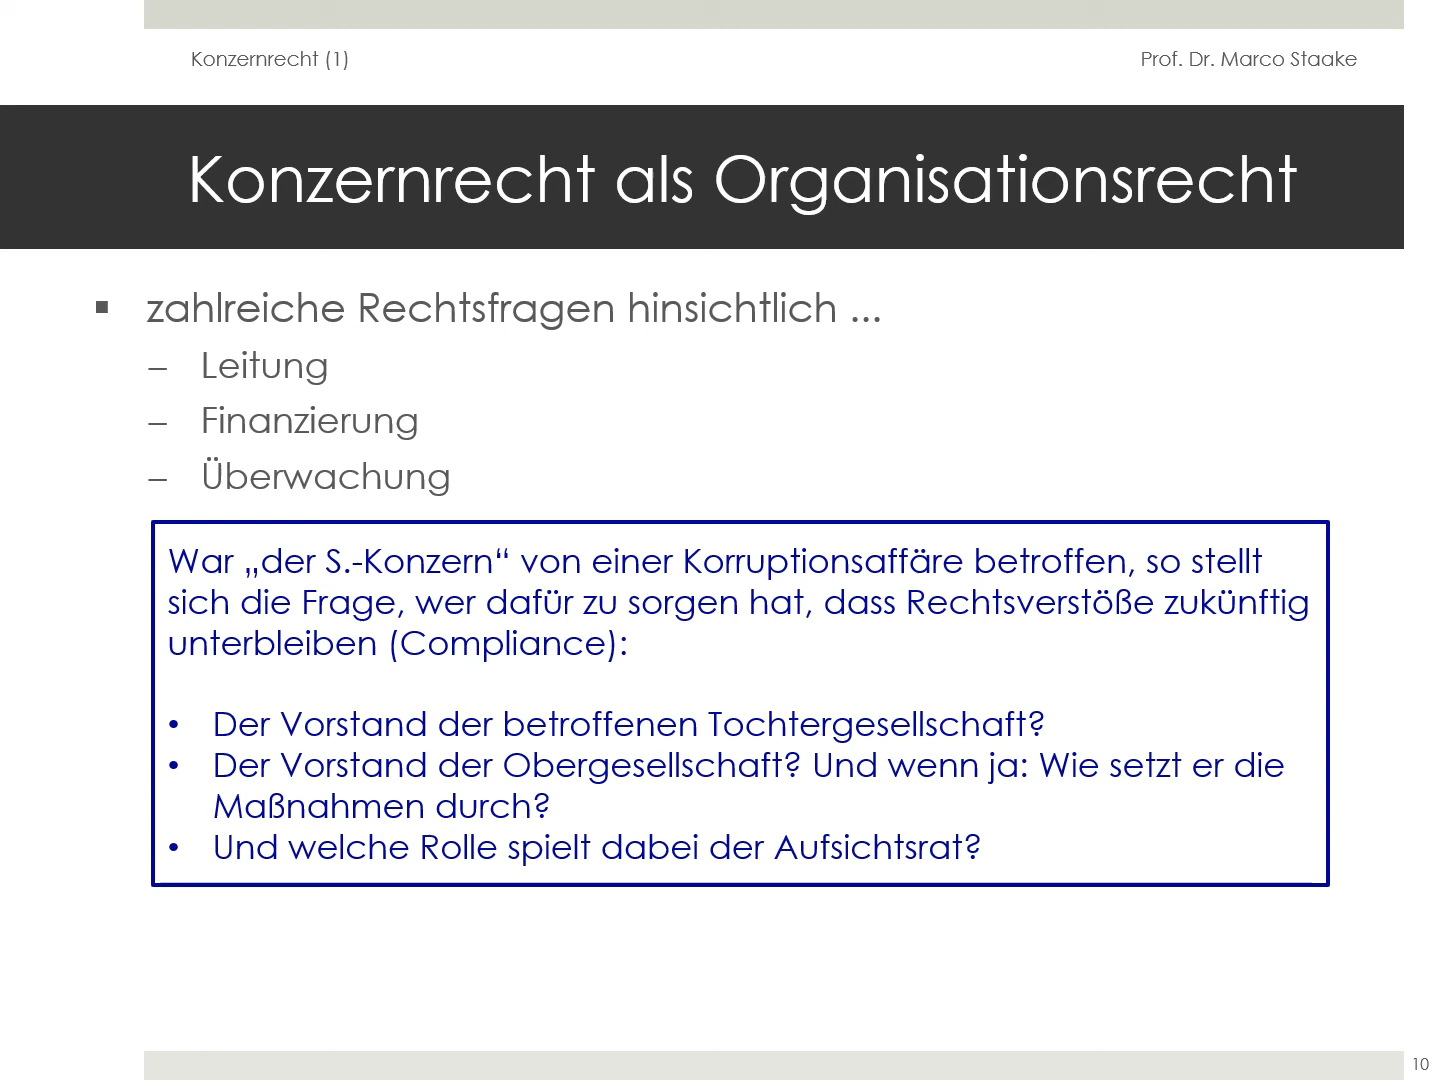 Konzernrecht (1)
Prof. Dr. Marco Staake
Konzernrecht als Organisationsrecht
▪ zahlreiche Rechtsfragen hinsichtlich ...
– Leitung
– Finanzierung
– Überwachung
War „der S.-Konzern“ von einer Korruptionsaffäre betroffen, so stellt
sich die Frage, wer dafür zu sorgen hat, dass Rechtsverstöße zukünftig
unterbleiben (Compliance):
• Der Vorstand der betroffenen Tochtergesellschaft?
• Der Vorstand der Obergesellschaft? Und wenn ja: Wie setzt er die
Maßnahmen durch?
• Und welche Rolle spielt dabei der Aufsichtsrat?
10